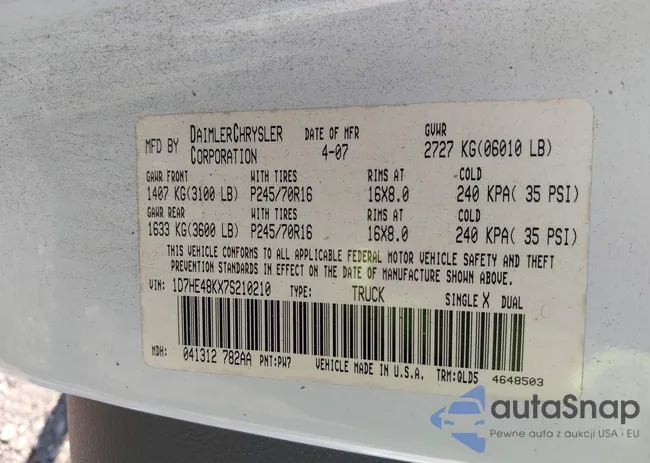 MFD BY DAIMLERCHRYSLER CORPORATION DATE OF MFR 4-07 GVWR 2727 KG(06010 LB)
GAWR FRONT WITH TIRES RIMS AT COLD
1407 KG(3100 LB) P245/70R16 16X8.0 240 KPA( 35 PSI)
GAWR REAR WITH TIRES RIMS AT COLD
1633 KG(3600 LB) P245/70R16 16X8.0 240 KPA( 35 PSI)
THIS VEHICLE CONFORMS TO ALL APPLICABLE FEDERAL MOTOR VEHICLE SAFETY AND THEFT
PREVENTION STANDARDS IN EFFECT ON THE DATE OF MANUFACTURE SHOWN ABOVE.
VIN: 1D7HE48KX7S210210 TYPE: TRUCK SINGLE X DUAL
MDH: 041312 782AA PNT:PW7 VEHICLE MADE IN U.S.A. TRM:QLD5 4648503
autoSnap
Pewne auta z aukcji USA i EU